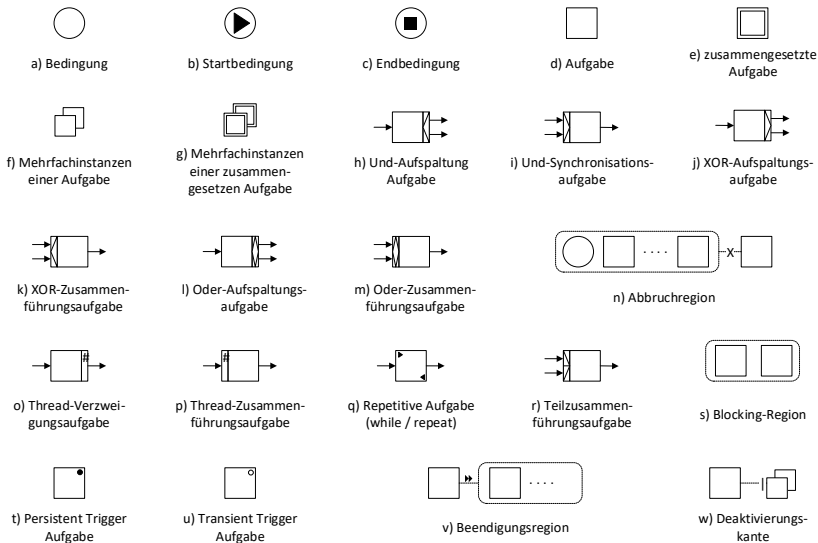 a) Bedingung
b) Startbedingung
c) Endbedingung
d) Aufgabe
e) zusammengesetzte
Aufgabe
f) Mehrfachinstanzen
einer Aufgabe
g) Mehrfachinstanzen
einer zusammen-
gesetzen Aufgabe
h) Und-Aufspaltung
Aufgabe
i) Und-Synchronisations-
aufgabe
j) XOR-Aufspaltungs-
aufgabe
X
k) XOR-Zusammen-
führungsaufgabe
l) Oder-Aufspaltungs-
aufgabe
m) Oder-Zusammen-
führungsaufgabe
n) Abbruchregion
#
#
o) Thread-Verzwei-
gungsaufgabe
p) Thread-Zusammen-
führungsaufgabe
q) Repetitive Aufgabe
(while / repeat)
r) Teilzusammen-
führungsaufgabe
s) Blocking-Region
t) Persistent Trigger
Aufgabe
u) Transient Trigger
Aufgabe
v) Beendigungsregion
w) Deaktivierungs-
kante